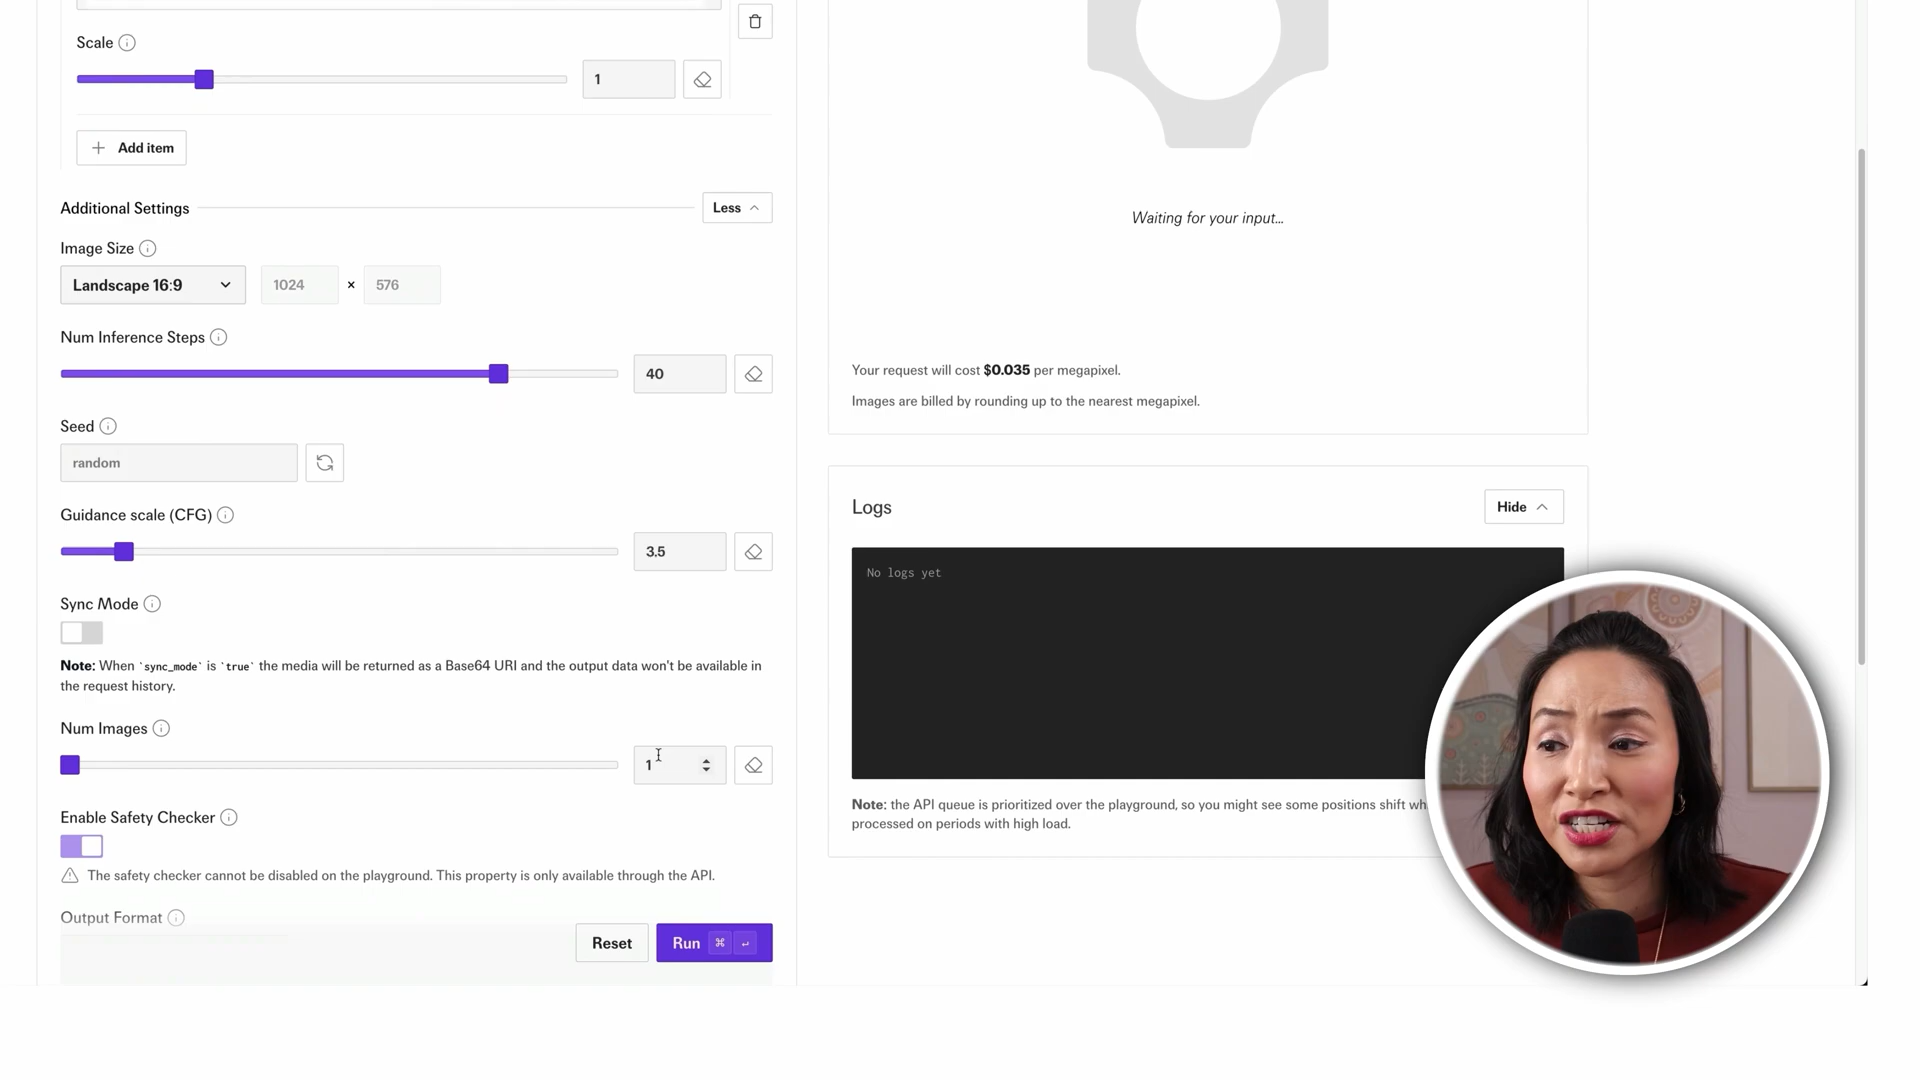 Scale
1
Add item
Additional Settings
Less
Image Size
Landscape 16:9
1024 × 576
Num Inference Steps
40
Seed
random
Guidance scale (CFG)
3.5
Sync Mode
Note: When `sync_mode` is `true` the media will be returned as a Base64 URI and the output data won't be available in
the request history.
Num Images
1
Enable Safety Checker
The safety checker cannot be disabled on the playground. This property is only available through the API.
Output Format
Reset
Run ⌘ ↵
Waiting for your input...
Your request will cost $0.035 per megapixel.
Images are billed by rounding up to the nearest megapixel.
Logs
Hide
No logs yet
Note: the API queue is prioritized over the playground, so you might see some positions shift
processed on periods with high load.